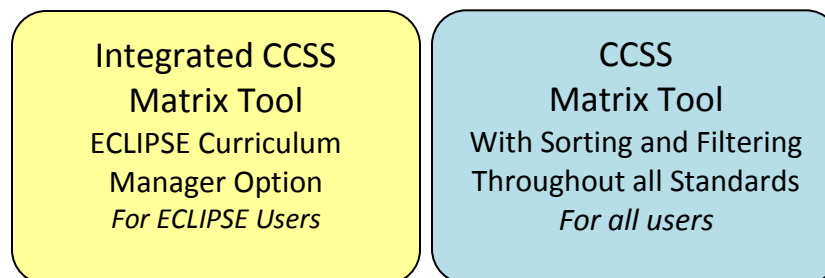 Integrated CCSS
Matrix Tool
ECLIPSE Curriculum
Manager Option
For ECLIPSE Users
CCSS
Matrix Tool
With Sorting and Filtering
Throughout all Standards
For all users